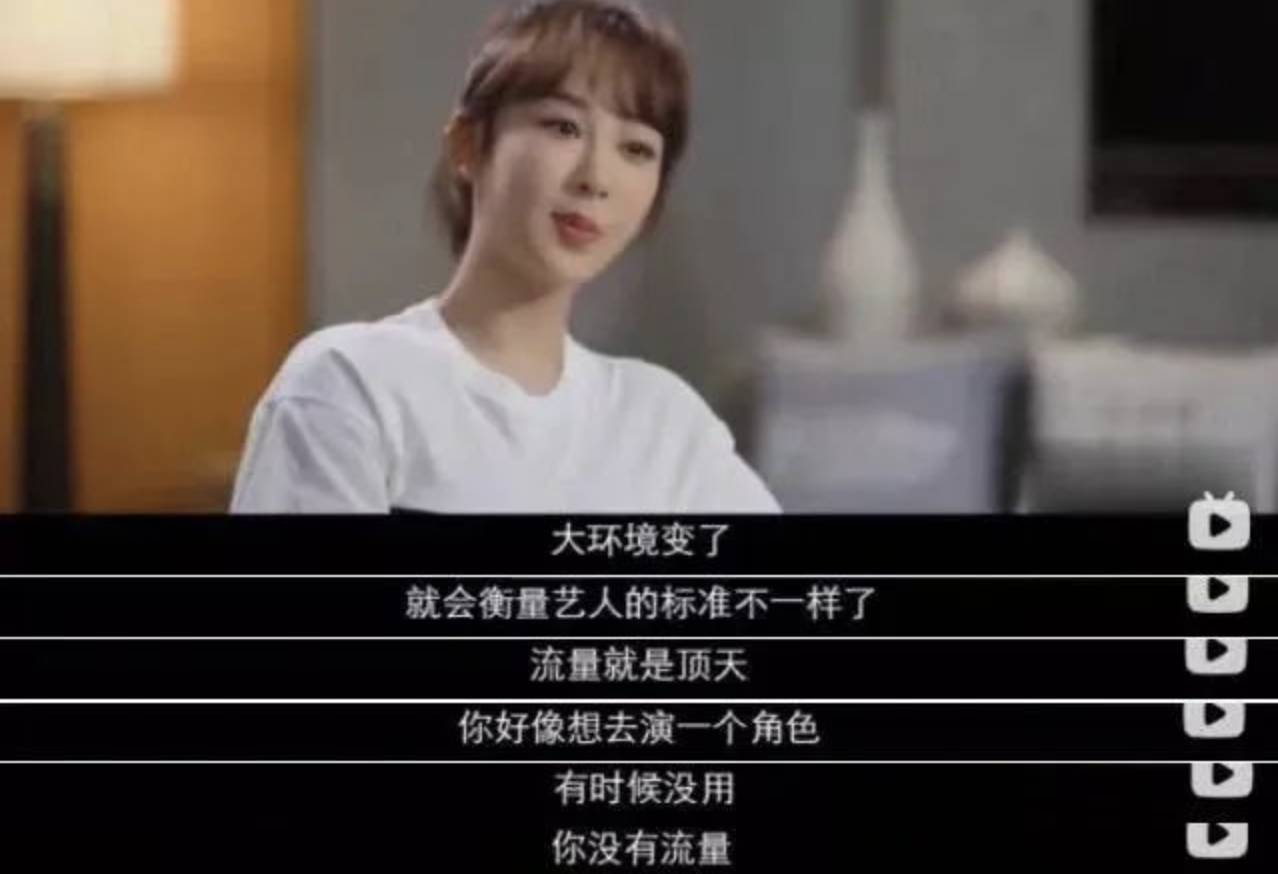 大环境变了
就会衡量艺人的标准不一样了
流量就是顶天
你好像想去演一个角色
有时候没用
你没有流量